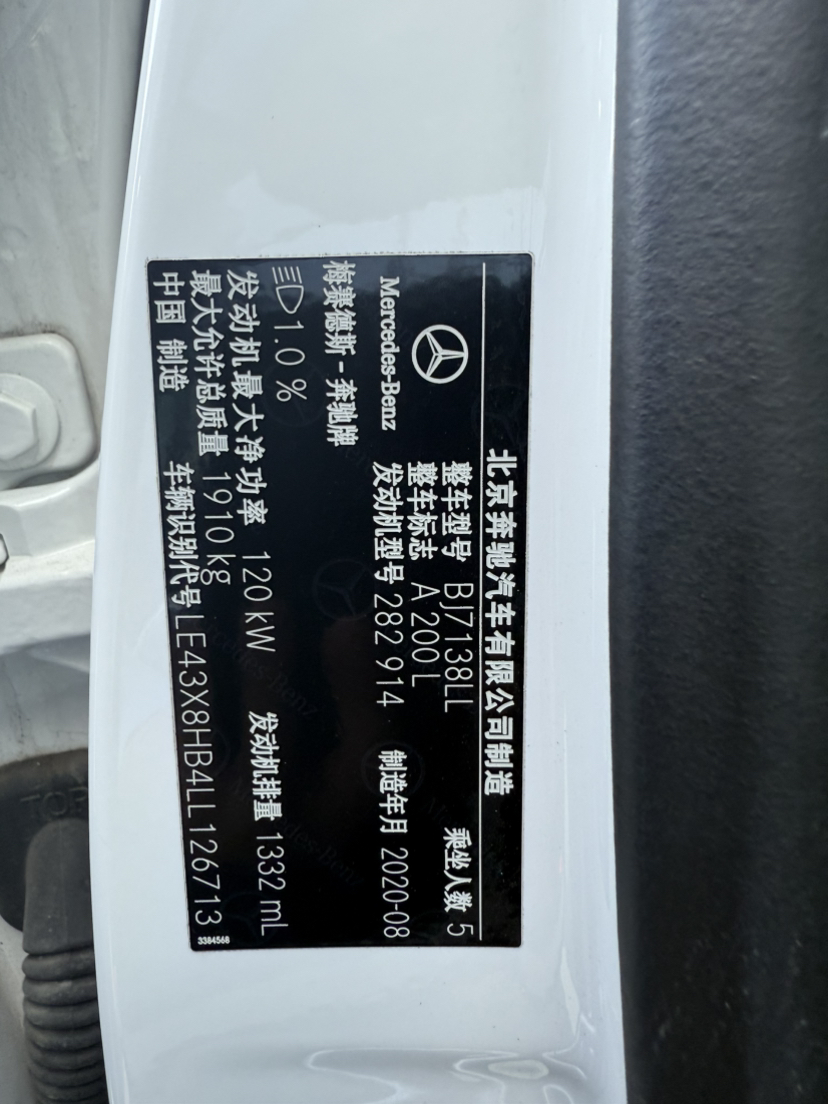 北京奔驰汽车有限公司制造
整车型号 BJ7138LL 乘坐人数 5
整车标志 A 200 L
Mercedes-Benz 发动机型号 282 914 制造年月 2020-08
梅赛德斯-奔驰牌
1.0 %
发动机最大净功率 120 kW 发动机排量 1332 mL
最大允许总质量 1910 kg
中国 制造 车辆识别代号 LE43X8HB4LL126713
3384568
TOP